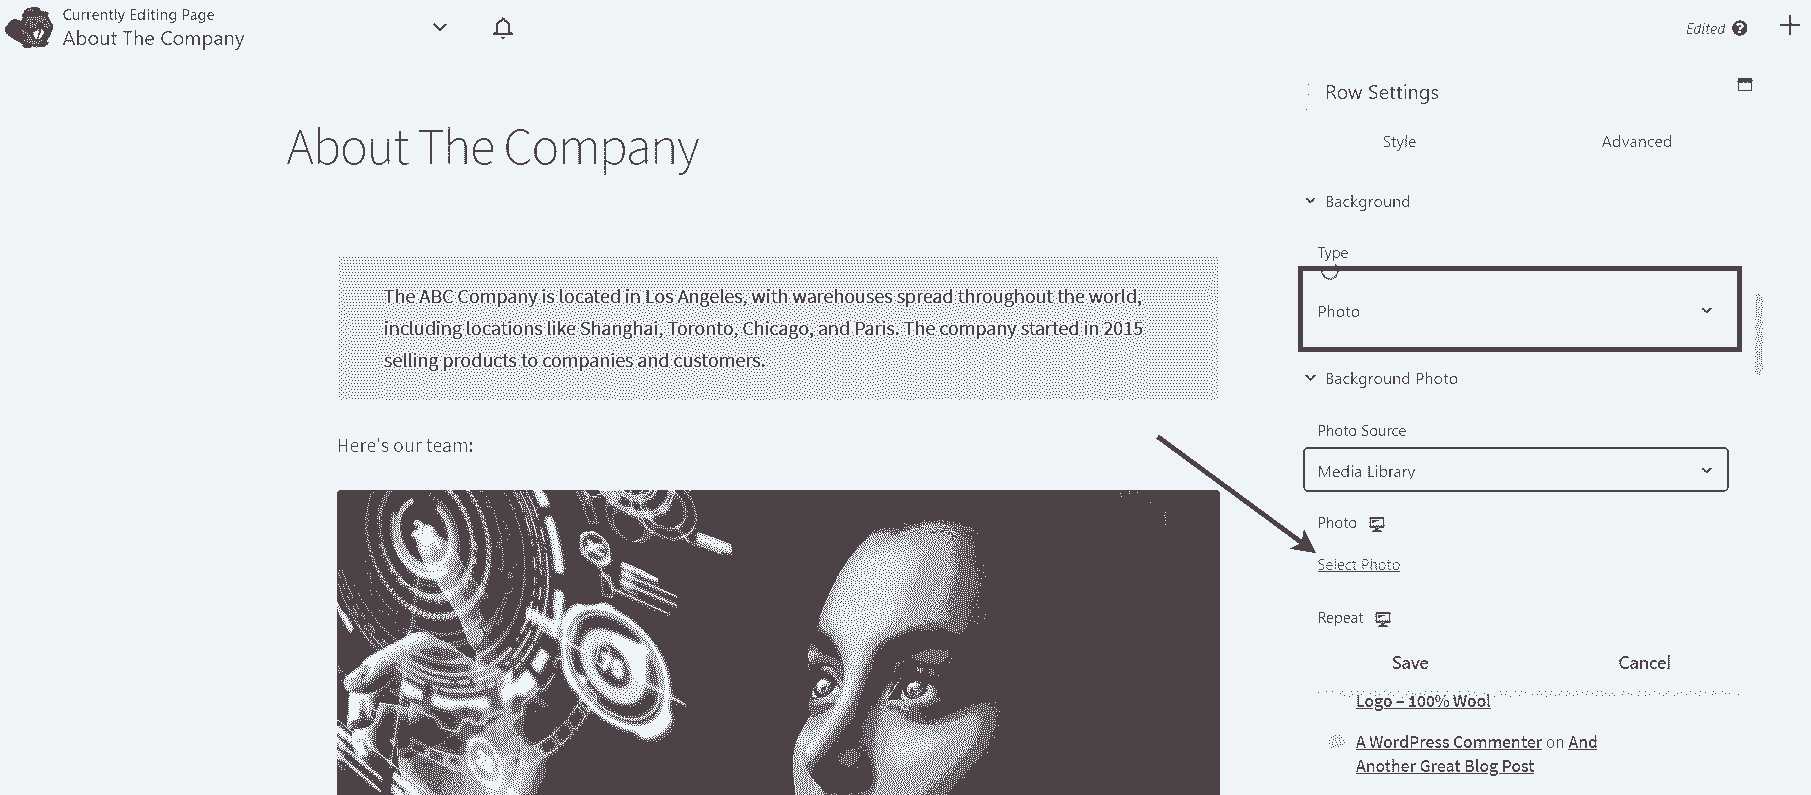 Currently Editing Page
About The Company
Edited
Row Settings
Style Advanced
About The Company
Background
Type
Photo
The ABC Company is located in Los Angeles, with warehouses spread throughout the world,
including locations like Shanghai, Toronto, Chicago, and Paris. The company started in 2015
selling products to companies and customers.
Here's our team:
Background Photo
Photo Source
Media Library
Photo
Select Photo
Repeat
Save Cancel
Logo – 100% Wool
A WordPress Commenter on And
Another Great Blog Post